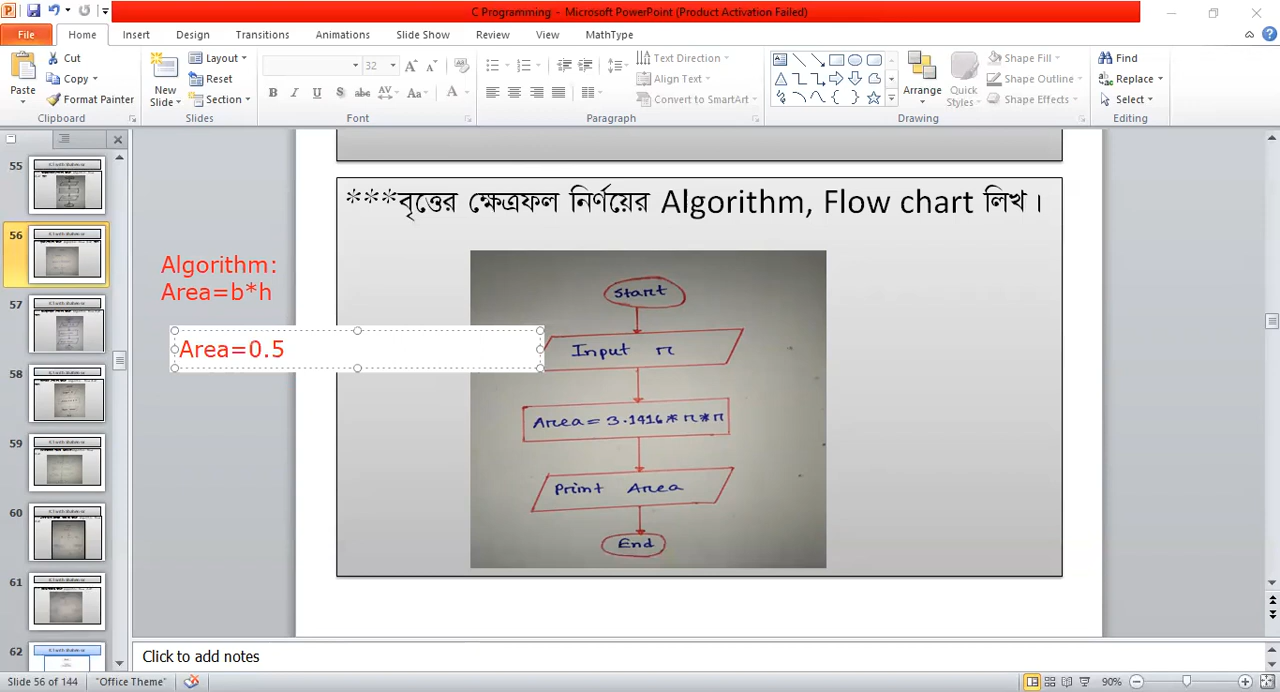 C Programming - Microsoft PowerPoint (Product Activation Failed)
File Home Insert Design Transitions Animations Slide Show Review View MathType
Paste
Cut
Copy
Format Painter
Clipboard
New Slide
Layout
Reset
Section
Slides
32
B I U S abc AV Aa A
Font
Text Direction
Align Text
Convert to SmartArt
Paragraph
Arrange
Quick Styles
Shape Fill
Shape Outline
Shape Effects
Drawing
Find
Replace
Select
Editing
55
56
57
58
59
60
61
62
***বৃত্তের ক্ষেত্রফল নির্ণয়ের Algorithm, Flow chart লিখ।
Algorithm:
Area=b*h
Area=0.5
Start
Input r
Area = 3.1416 * r * r
Print Area
End
Click to add notes
Slide 56 of 144 "Office Theme" 90%